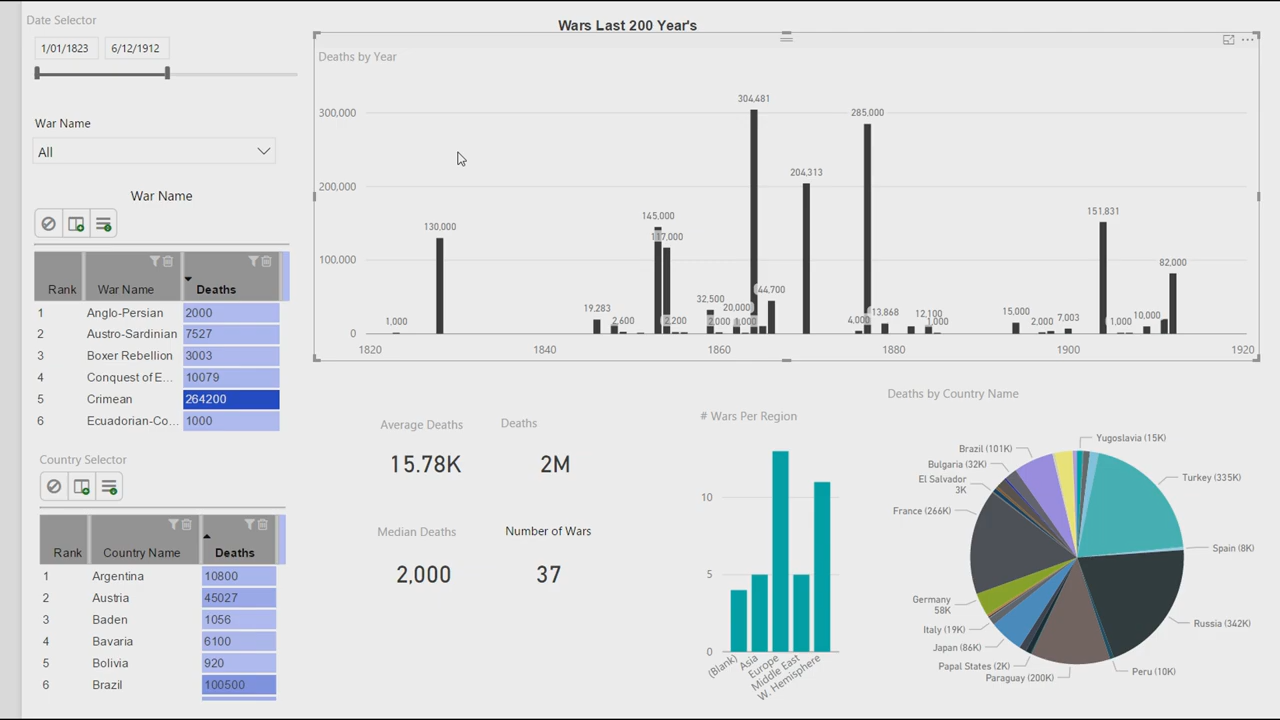 Wars Last 200 Year's
Date Selector
1/01/1823
6/12/1912
War Name
All
War Name
Rank War Name Deaths
1 Anglo-Persian 2000
2 Austro-Sardinian 7527
3 Boxer Rebellion 3003
4 Conquest of E... 10079
5 Crimean 264200
6 Ecuadorian-Co... 1000
Country Selector
Rank Country Name Deaths
1 Argentina 10800
2 Austria 45027
3 Baden 1056
4 Bavaria 6100
5 Bolivia 920
6 Brazil 100500
Deaths by Year
300,000
200,000
100,000
0
1,000
130,000
19,283
2,600
145,000
117,000
2,200
32,500
2,000
20,000
304,481
44,700
204,313
4,000
285,000
13,868
12,100
1,000
15,000
2,000
7,003
151,831
1,000
10,000
82,000
1820 1840 1860 1880 1900 1920
Average Deaths
15.78K
Deaths
2M
Median Deaths
2,000
Number of Wars
37
# Wars Per Region
10
5
0
(Blank)
Asia
Europe
Middle East
W. Hemisphere
Deaths by Country Name
Yugoslavia (15K)
Turkey (335K)
Spain (8K)
Russia (342K)
Peru (10K)
Paraguay (200K)
Papal States (2K)
Japan (86K)
Italy (19K)
Germany
58K
France (266K)
El Salvador
3K
Bulgaria (32K)
Brazil (101K)